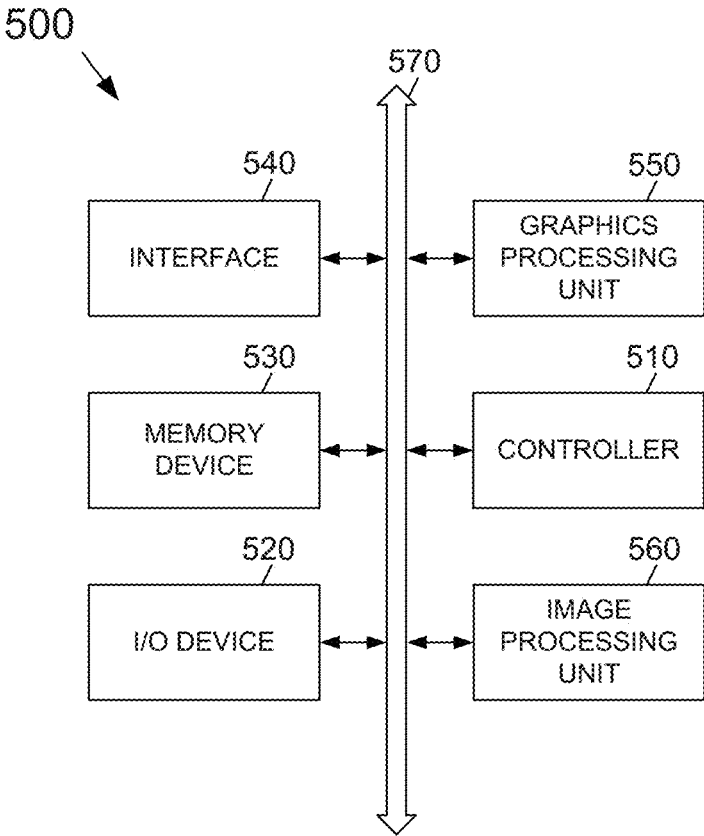 500
570
540
550
INTERFACE
GRAPHICS
PROCESSING
UNIT
530
510
MEMORY
DEVICE
CONTROLLER
520
560
I/O DEVICE
IMAGE
PROCESSING
UNIT